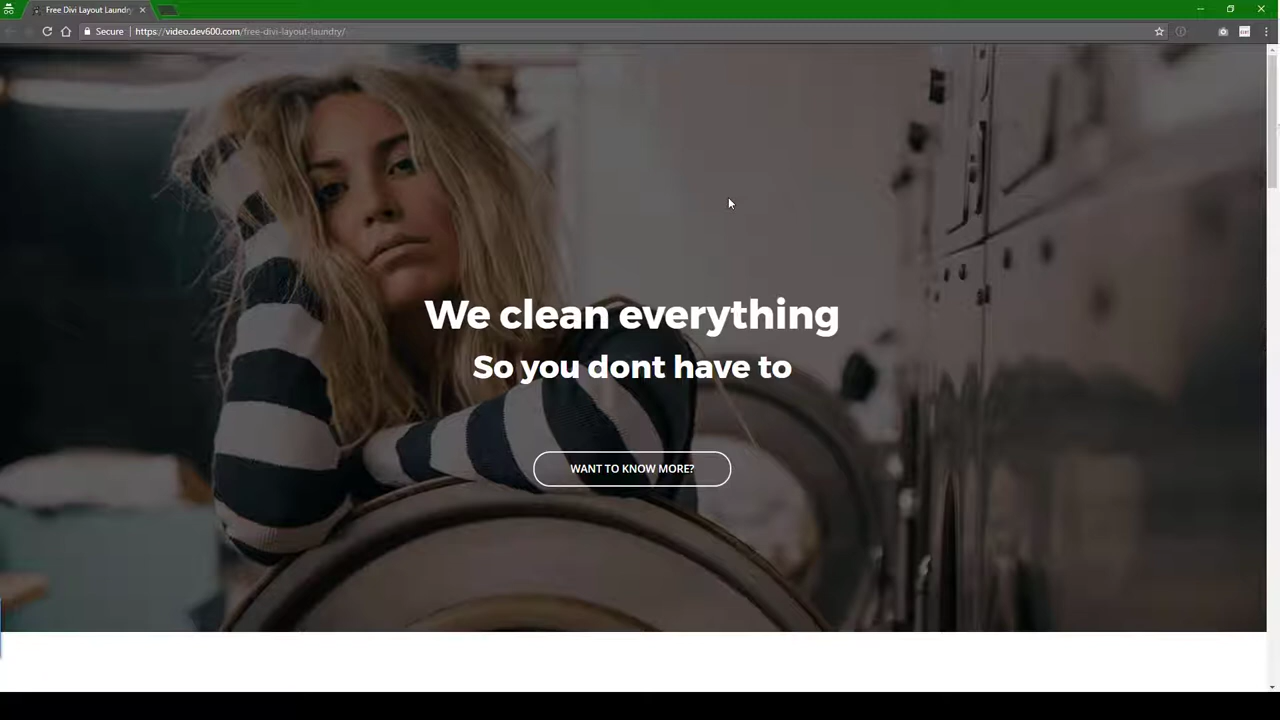 Free Divi Layout Laundry
Secure
https://video.dev600.com/free-divi-layout-laundry/
We clean everything
So you dont have to
WANT TO KNOW MORE?